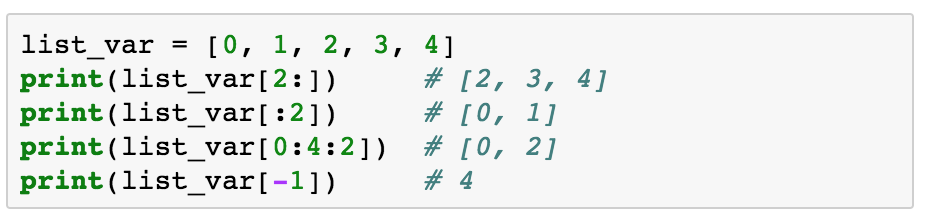 list_var = [0, 1, 2, 3, 4]
print(list_var[2:])     # [2, 3, 4]
print(list_var[:2])     # [0, 1]
print(list_var[0:4:2])  # [0, 2]
print(list_var[-1])     # 4